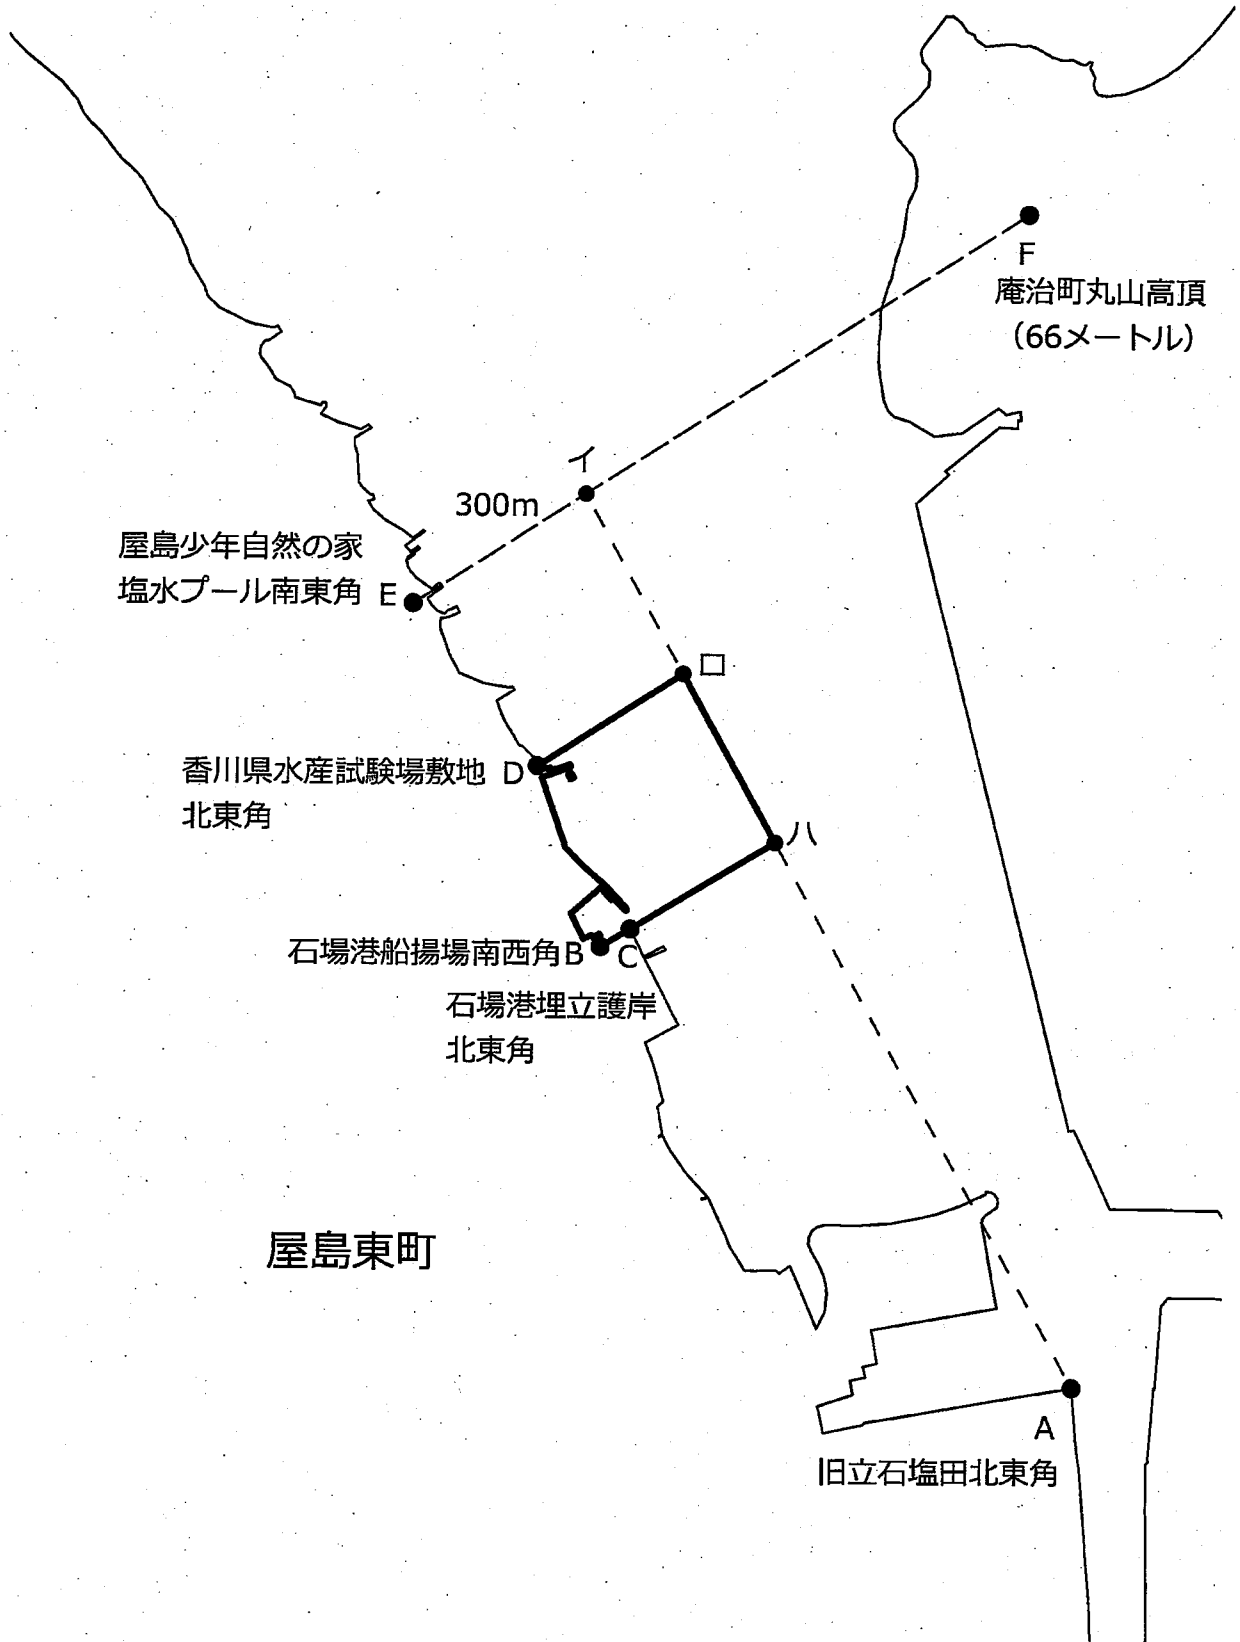 F
庵治町丸山高頂
（66メートル）
イ
300m
屋島少年自然の家
塩水プール南東角 E
ロ
香川県水産試験場敷地 D
北東角
ハ
石場港船揚場南西角 B
C
石場港埋立護岸
北東角
屋島東町
A
旧立石塩田北東角